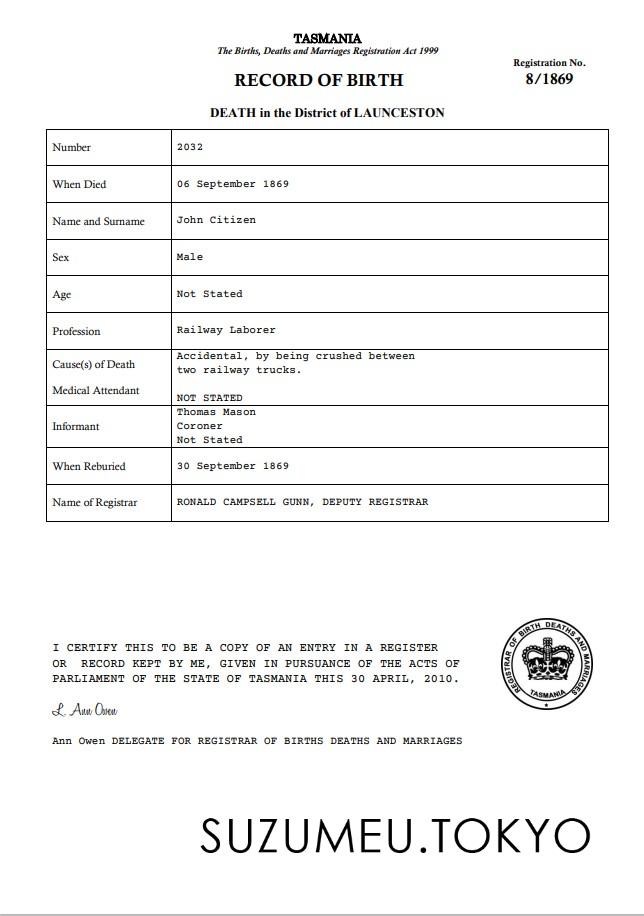 TASMANIA
The Births, Deaths and Marriages Registration Act 1999
Registration No.
8/1869
RECORD OF BIRTH
DEATH in the District of LAUNCESTON
Number 2032
When Died 06 September 1869
Name and Surname John Citizen
Sex Male
Age Not Stated
Profession Railway Laborer
Cause(s) of Death Accidental, by being crushed between
two railway trucks.
Medical Attendant NOT STATED
Informant Thomas Mason
Coroner
Not Stated
When Reburied 30 September 1869
Name of Registrar RONALD CAMPSELL GUNN, DEPUTY REGISTRAR
I CERTIFY THIS TO BE A COPY OF AN ENTRY IN A REGISTER
OR RECORD KEPT BY ME, GIVEN IN PURSUANCE OF THE ACTS OF
PARLIAMENT OF THE STATE OF TASMANIA THIS 30 APRIL, 2010.
L. Ann Owen
Ann Owen DELEGATE FOR REGISTRAR OF BIRTHS DEATHS AND MARRIAGES
REGISTRAR OF BIRTH DEATHS AND MARRIAGES
TASMANIA
SUZUMEU.TOKYO